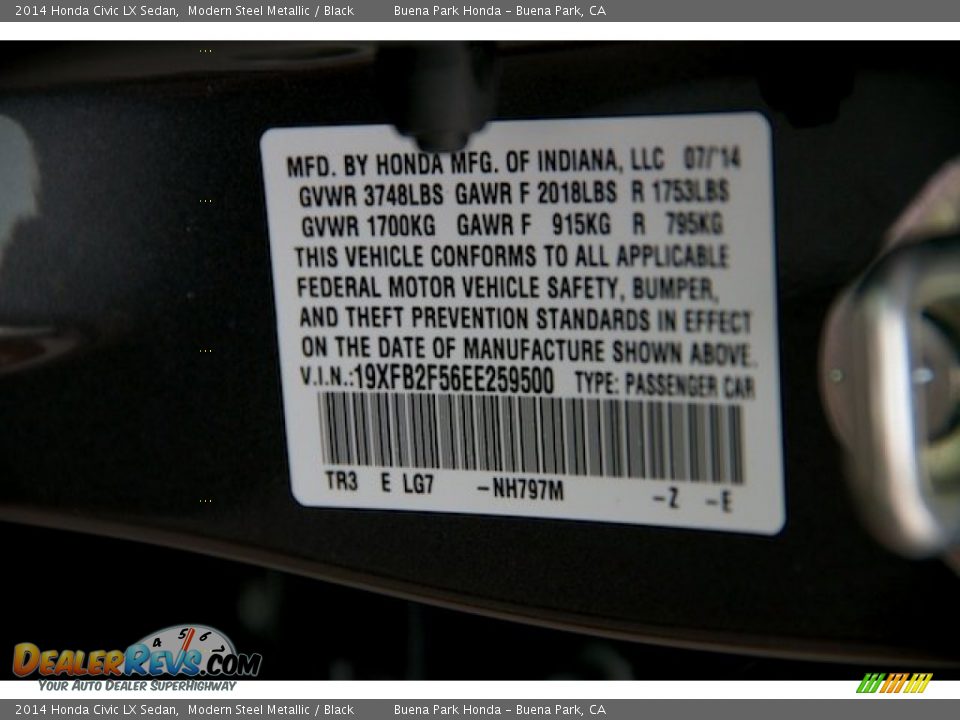 2014 Honda Civic LX Sedan, Modern Steel Metallic / Black Buena Park Honda - Buena Park, CA
MFD. BY HONDA MFG. OF INDIANA, LLC 07/'14
GVWR 3748LBS GAWR F 2018LBS R 1753LBS
GVWR 1700KG GAWR F 915KG R 795KG
THIS VEHICLE CONFORMS TO ALL APPLICABLE
FEDERAL MOTOR VEHICLE SAFETY, BUMPER,
AND THEFT PREVENTION STANDARDS IN EFFECT
ON THE DATE OF MANUFACTURE SHOWN ABOVE.
V.I.N.:19XFB2F56EE259500 TYPE: PASSENGER CAR
TR3 E LG7 -NH797M -Z -E
4 5 6
DEALERREVS.COM
YOUR AUTO DEALER SUPERHIGHWAY
2014 Honda Civic LX Sedan, Modern Steel Metallic / Black Buena Park Honda - Buena Park, CA